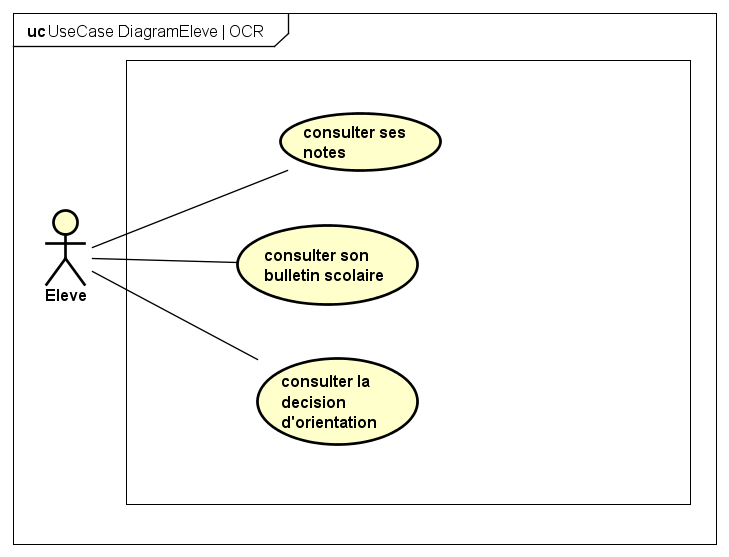 uc UseCase DiagramEleve | OCR
consulter ses
notes
consulter son
bulletin scolaire
Eleve
consulter la
decision
d'orientation